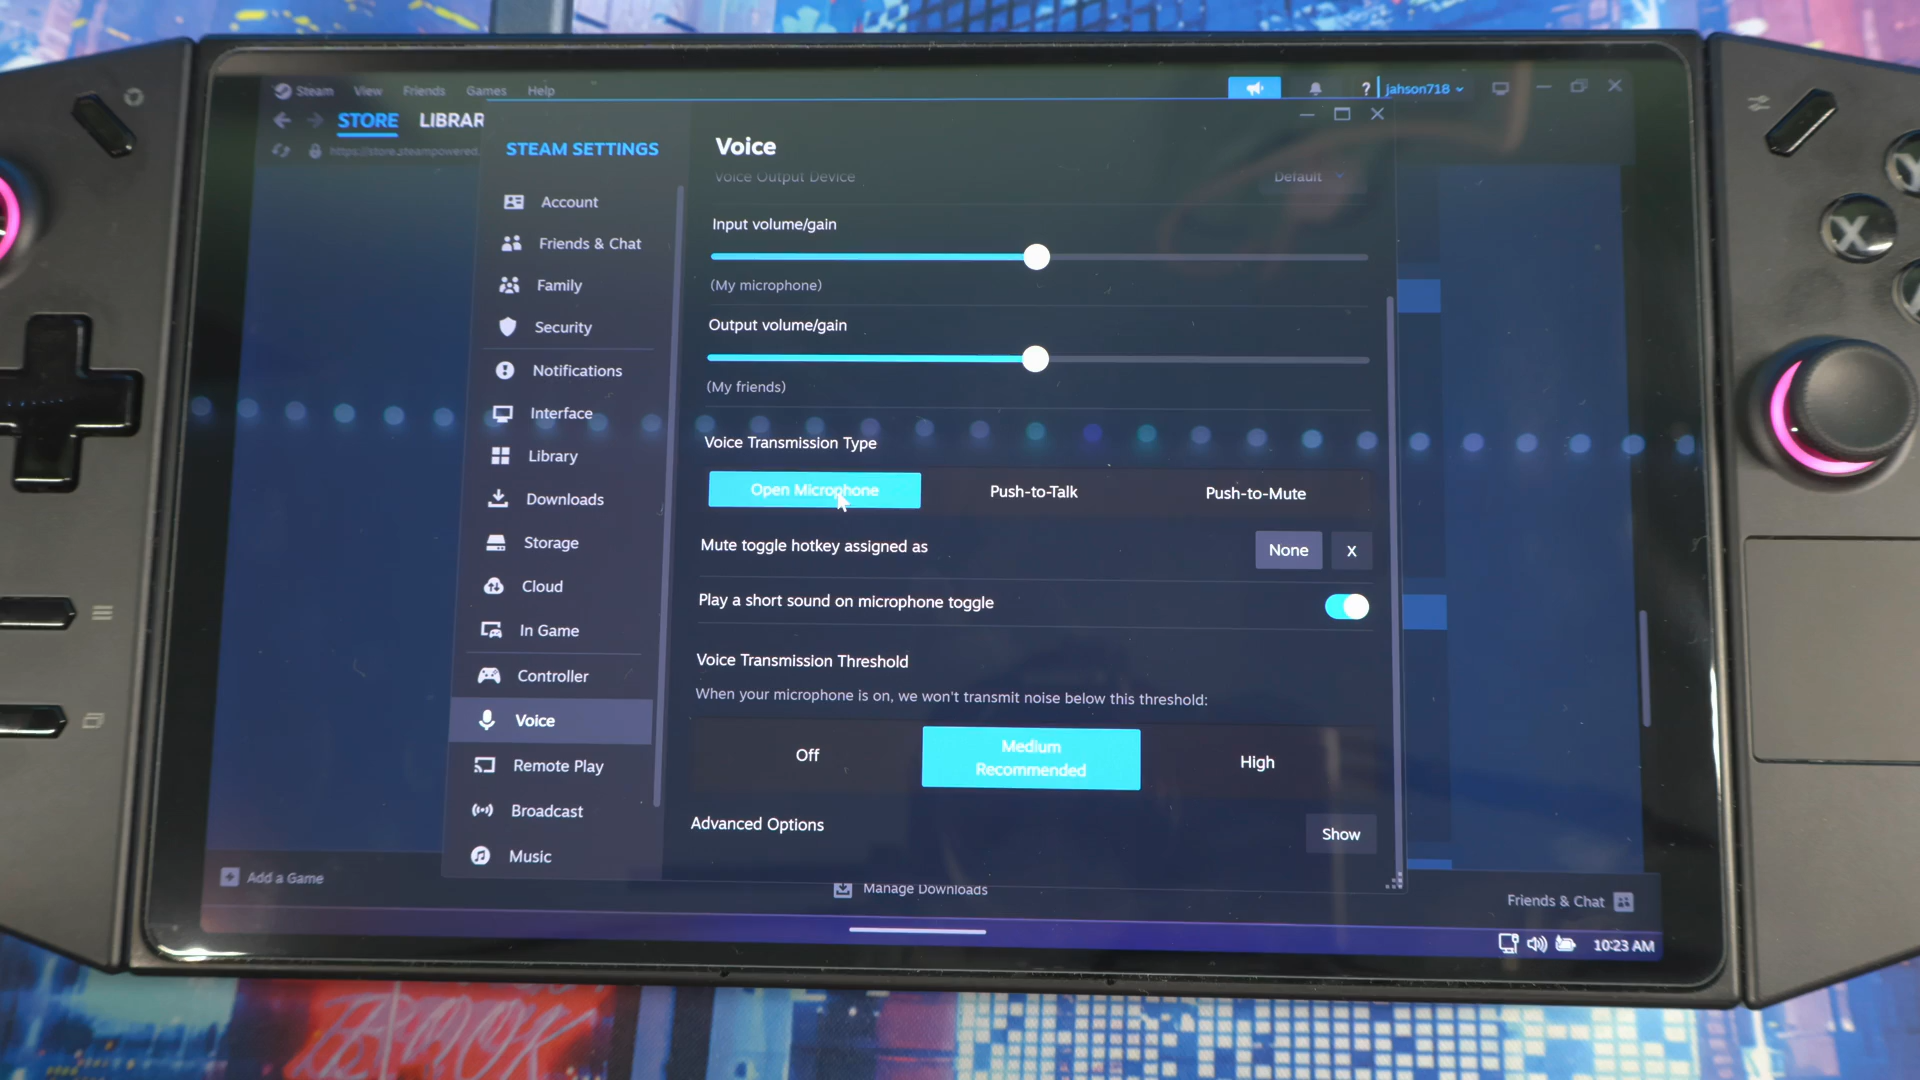 Steam View Friends Games Help
? jahson718
STORE LIBRAR
https://store.steampowered.
STEAM SETTINGS
Account
Friends & Chat
Family
Security
Notifications
Interface
Library
Downloads
Storage
Cloud
In Game
Controller
Voice
Remote Play
Broadcast
Music
Voice
Voice Output Device Default
Input volume/gain
(My microphone)
Output volume/gain
(My friends)
Voice Transmission Type
Open Microphone Push-to-Talk Push-to-Mute
Mute toggle hotkey assigned as None X
Play a short sound on microphone toggle
Voice Transmission Threshold
When your microphone is on, we won't transmit noise below this threshold:
Off Medium High
Recommended
Advanced Options Show
Add a Game Manage Downloads Friends & Chat
10:23 AM
Y
X
A